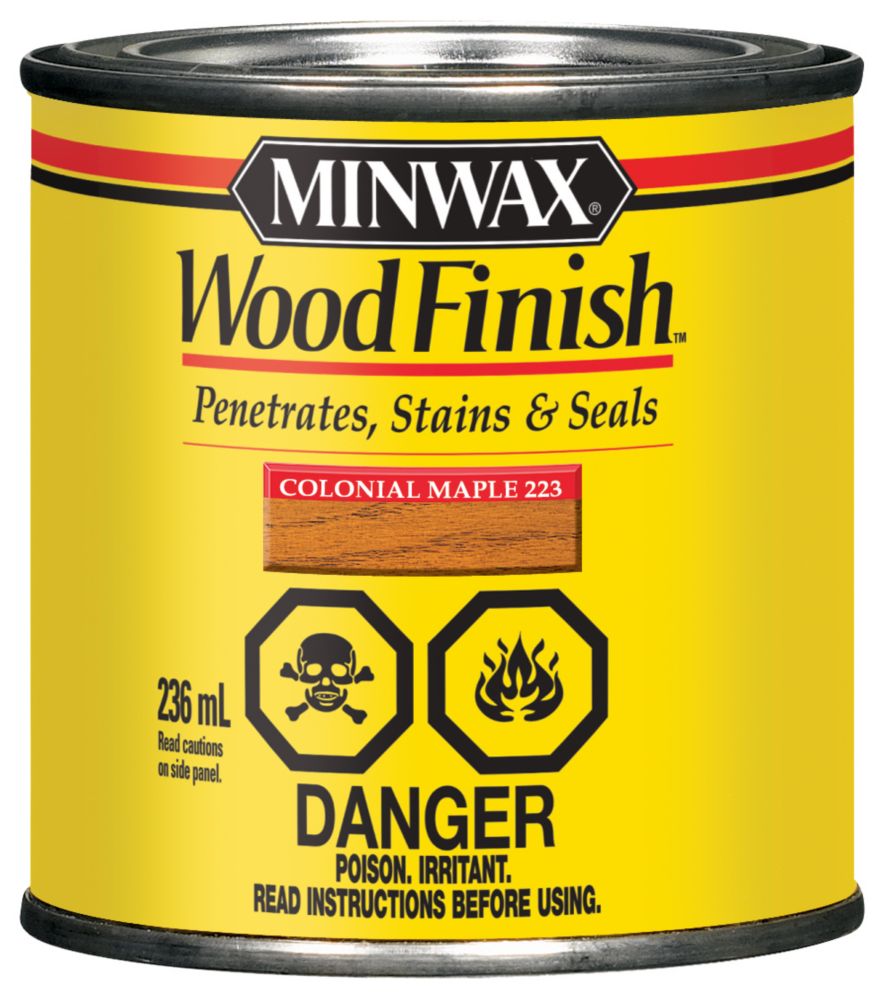 MINWAX®
Wood Finish™
Penetrates, Stains & Seals
COLONIAL MAPLE 223
236 mL
Read cautions
on side panel.
DANGER
POISON. IRRITANT.
READ INSTRUCTIONS BEFORE USING.